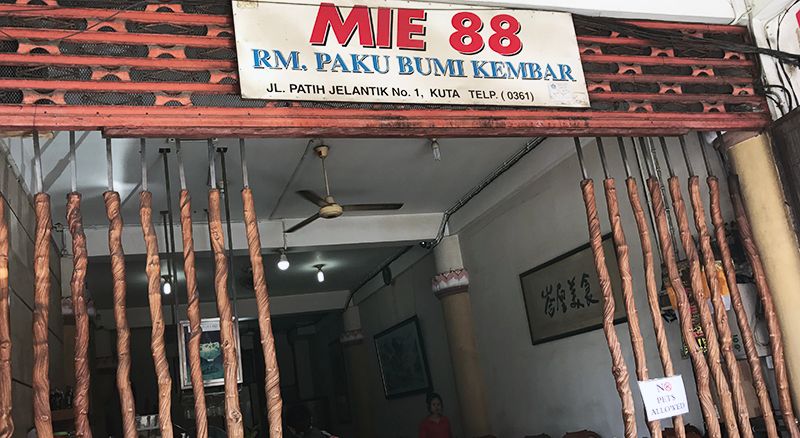 MIE 88
RM. PAKU BUMI KEMBAR
JL. PATIH JELANTIK No. 1, KUTA TELP. ( 0361)
NO
PETS
ALLOWED